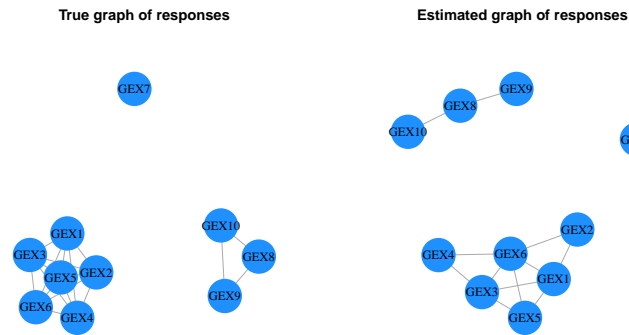 True graph of responses
GEX7
GEX10
GEX1
GEX3
GEX8
GEX2
GEX5
GEX9
GEX6
GEX4
Estimated graph of responses
GEX9
GEX8
GEX10
GEX2
GEX4
GEX6
GEX1
GEX3
GEX5